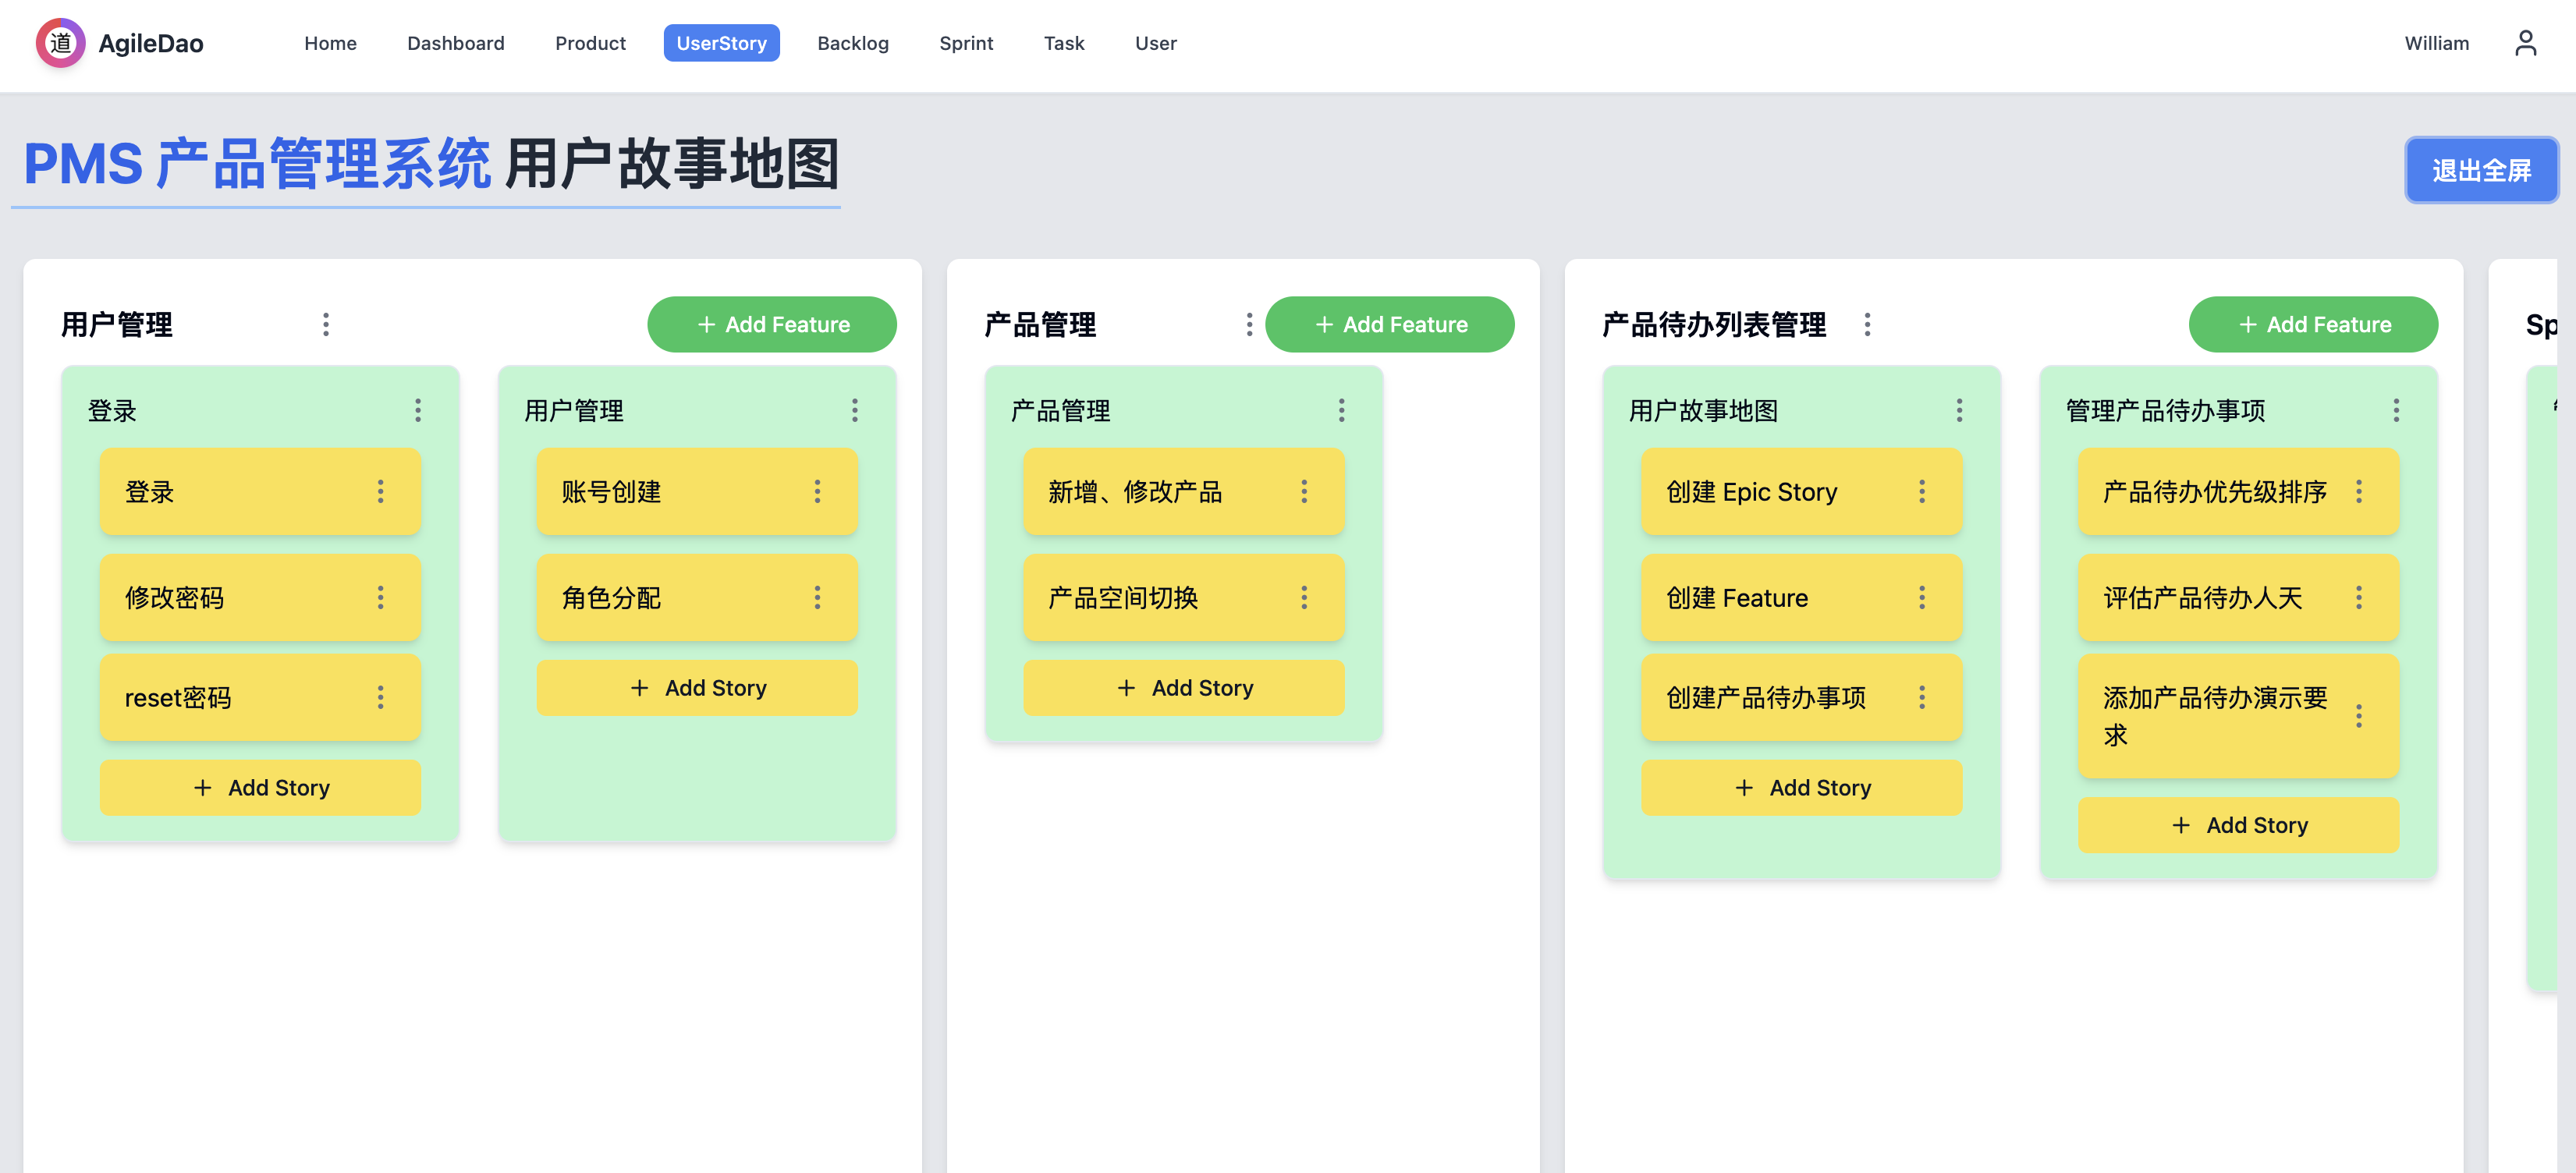 道 AgileDao Home Dashboard Product UserStory Backlog Sprint Task User William
PMS 产品管理系统 用户故事地图
退出全屏
用户管理
+ Add Feature
登录
登录
修改密码
reset密码
+ Add Story
用户管理
账号创建
角色分配
+ Add Story
产品管理
+ Add Feature
产品管理
新增、修改产品
产品空间切换
+ Add Story
产品待办列表管理
+ Add Feature
用户故事地图
创建 Epic Story
创建 Feature
创建产品待办事项
+ Add Story
管理产品待办事项
产品待办优先级排序
评估产品待办人天
添加产品待办演示要
求
+ Add Story
Sp